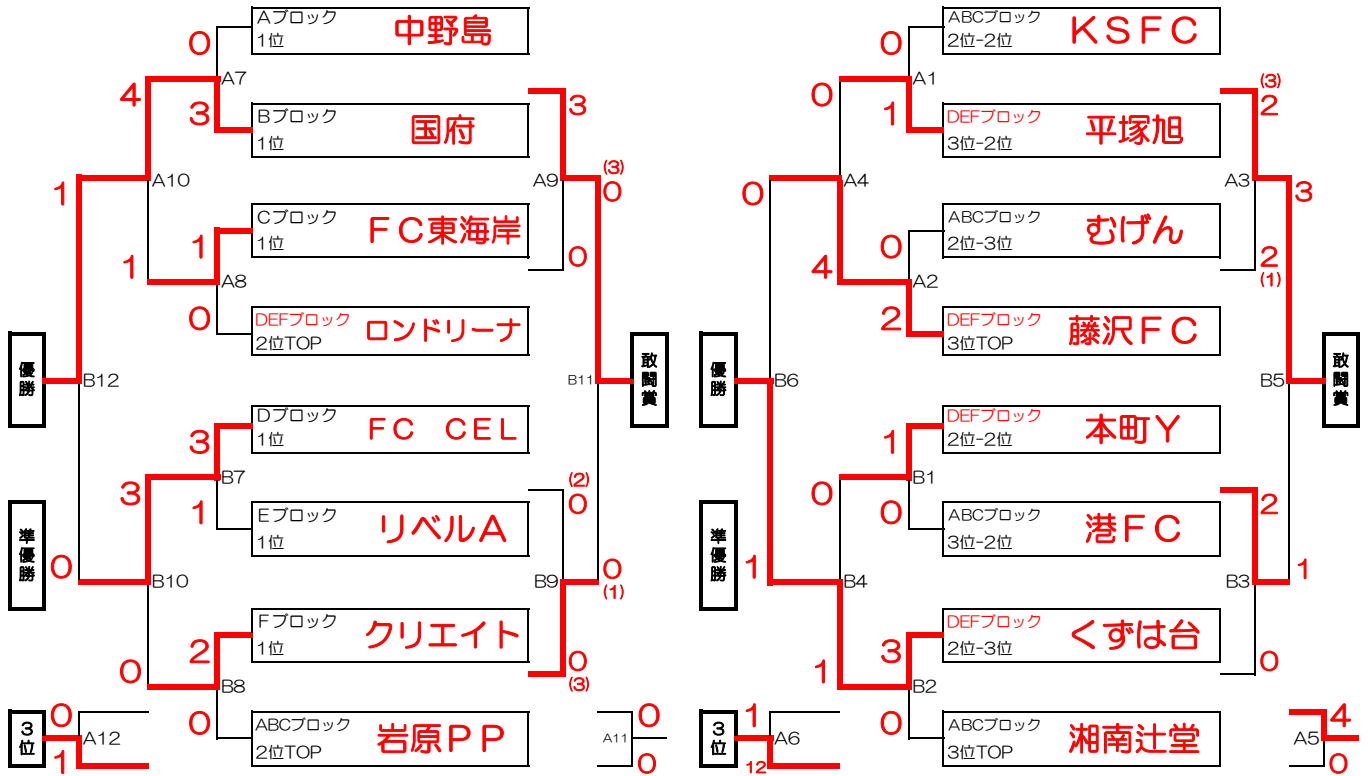 Aブロック
1位
中野島
0
A7
4
3
Bブロック
1位
国府
3
1
A10
A9
(3)
0
Cブロック
1位
FC東海岸
1
1
0
A8
0
DEFブロック
2位TOP
ロンドリーナ
優勝
B12
B11
敢闘賞
Dブロック
1位
FC CEL
3
B7
3
1
Eブロック
1位
リベルA
(2)
0
準優勝
0
B10
B9
0
(1)
Fブロック
1位
クリエイト
2
0
0
(3)
B8
0
ABCブロック
2位TOP
岩原PP
3位
0
A12
1
0
A11
0
ABCブロック
2位-2位
KSFC
0
A1
0
1
DEFブロック
3位-2位
平塚旭
(3)
2
0
A4
A3
3
ABCブロック
2位-3位
むげん
0
4
2
(1)
A2
2
DEFブロック
3位TOP
藤沢FC
優勝
B6
B5
敢闘賞
DEFブロック
2位-2位
本町Y
1
B1
0
0
ABCブロック
3位-2位
港FC
2
準優勝
1
B4
B3
1
DEFブロック
2位-3位
くずは台
3
1
0
B2
0
ABCブロック
3位TOP
湘南辻堂
3位
1
A6
12
4
A5
0